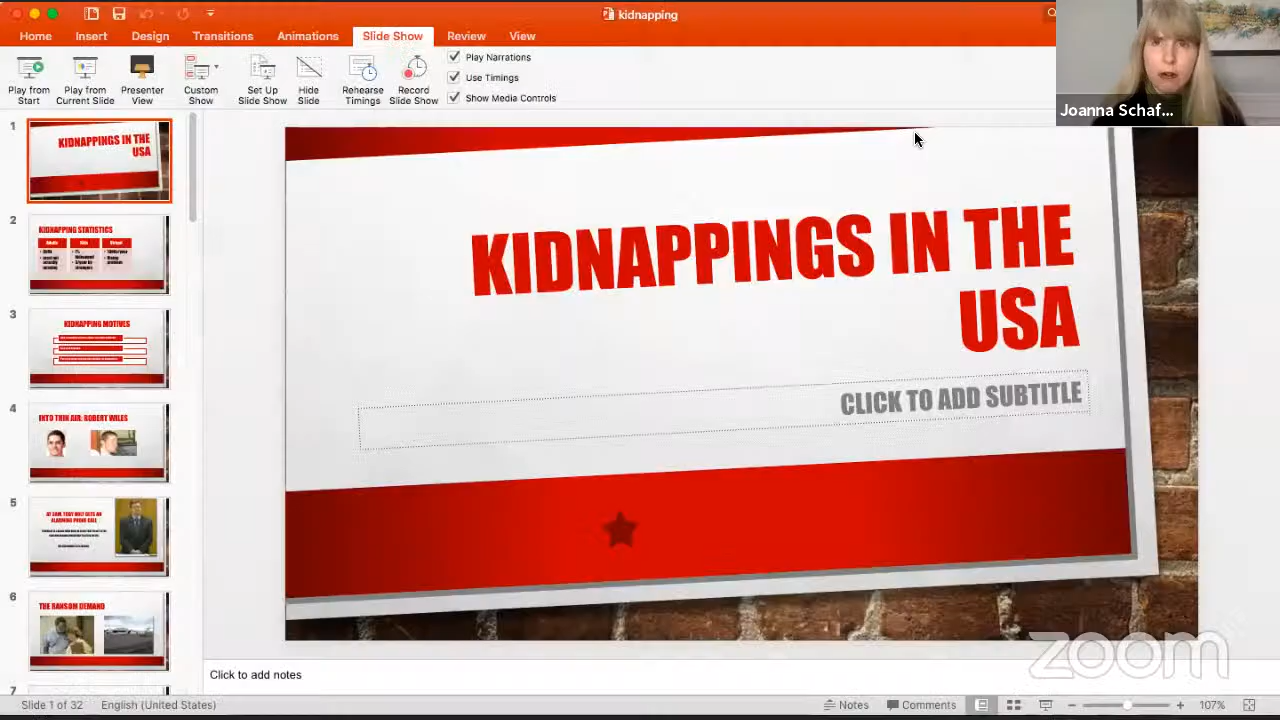 kidnapping
Home Insert Design Transitions Animations Slide Show Review View
Play from Start
Play from Current Slide
Presenter View
Custom Show
Set Up Slide Show
Hide Slide
Rehearse Timings
Record Slide Show
Play Narrations
Use Timings
Show Media Controls
Joanna Schaf...
1
KIDNAPPINGS IN THE
USA
2
KIDNAPPING STATISTICS
Adults
Kids
Virtual
3
KIDNAPPING MOTIVES
4
INTO THIN AIR: ROBERT WILES
5
6
THE RANSOM DEMAND
7
KIDNAPPINGS IN THE
USA
CLICK TO ADD SUBTITLE
zoom
Click to add notes
Slide 1 of 32 English (United States) Notes Comments 107%